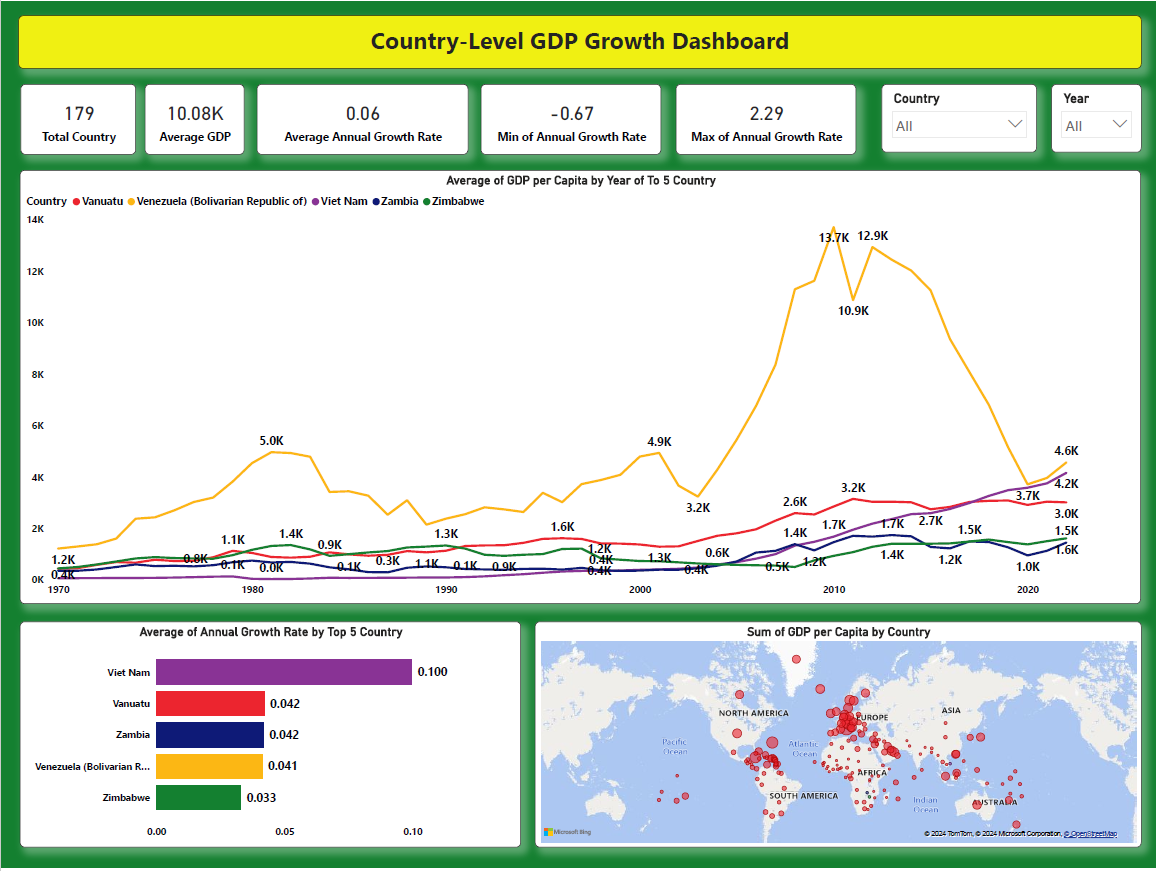 Country-Level GDP Growth Dashboard
179
Total Country
10.08K
Average GDP
0.06
Average Annual Growth Rate
-0.67
Min of Annual Growth Rate
2.29
Max of Annual Growth Rate
Country
All
Year
All
Average of GDP per Capita by Year of To 5 Country
Country Vanuatu Venezuela (Bolivarian Republic of) Viet Nam Zambia Zimbabwe
14K
12K
10K
8K
6K
4K
2K
0K
13.7K 12.9K
10.9K
5.0K 4.9K 4.6K
4.2K
3.2K 3.2K 3.7K
3.0K
2.6K 2.7K
1.2K 0.8K 1.1K 1.4K 0.9K 1.3K 1.6K 1.2K 1.3K 0.6K 1.4K 1.7K 1.7K 1.5K 1.5K
0.4K 0.1K 0.0K 0.1K 0.3K 1.1K 0.1K 0.9K 0.4K 0.4K 0.4K 0.5K 1.2K 1.4K 1.2K 1.0K 1.6K
1970 1980 1990 2000 2010 2020
Average of Annual Growth Rate by Top 5 Country
Viet Nam 0.100
Vanuatu 0.042
Zambia 0.042
Venezuela (Bolivarian R... 0.041
Zimbabwe 0.033
0.00 0.05 0.10
Sum of GDP per Capita by Country
NORTH AMERICA
EUROPE
ASIA
Pacific
Ocean
Atlantic
Ocean
AFRICA
SOUTH AMERICA
Indian
Ocean
AUSTRALIA
Microsoft Bing
© 2024 TomTom, © 2024 Microsoft Corporation, © OpenStreetMap